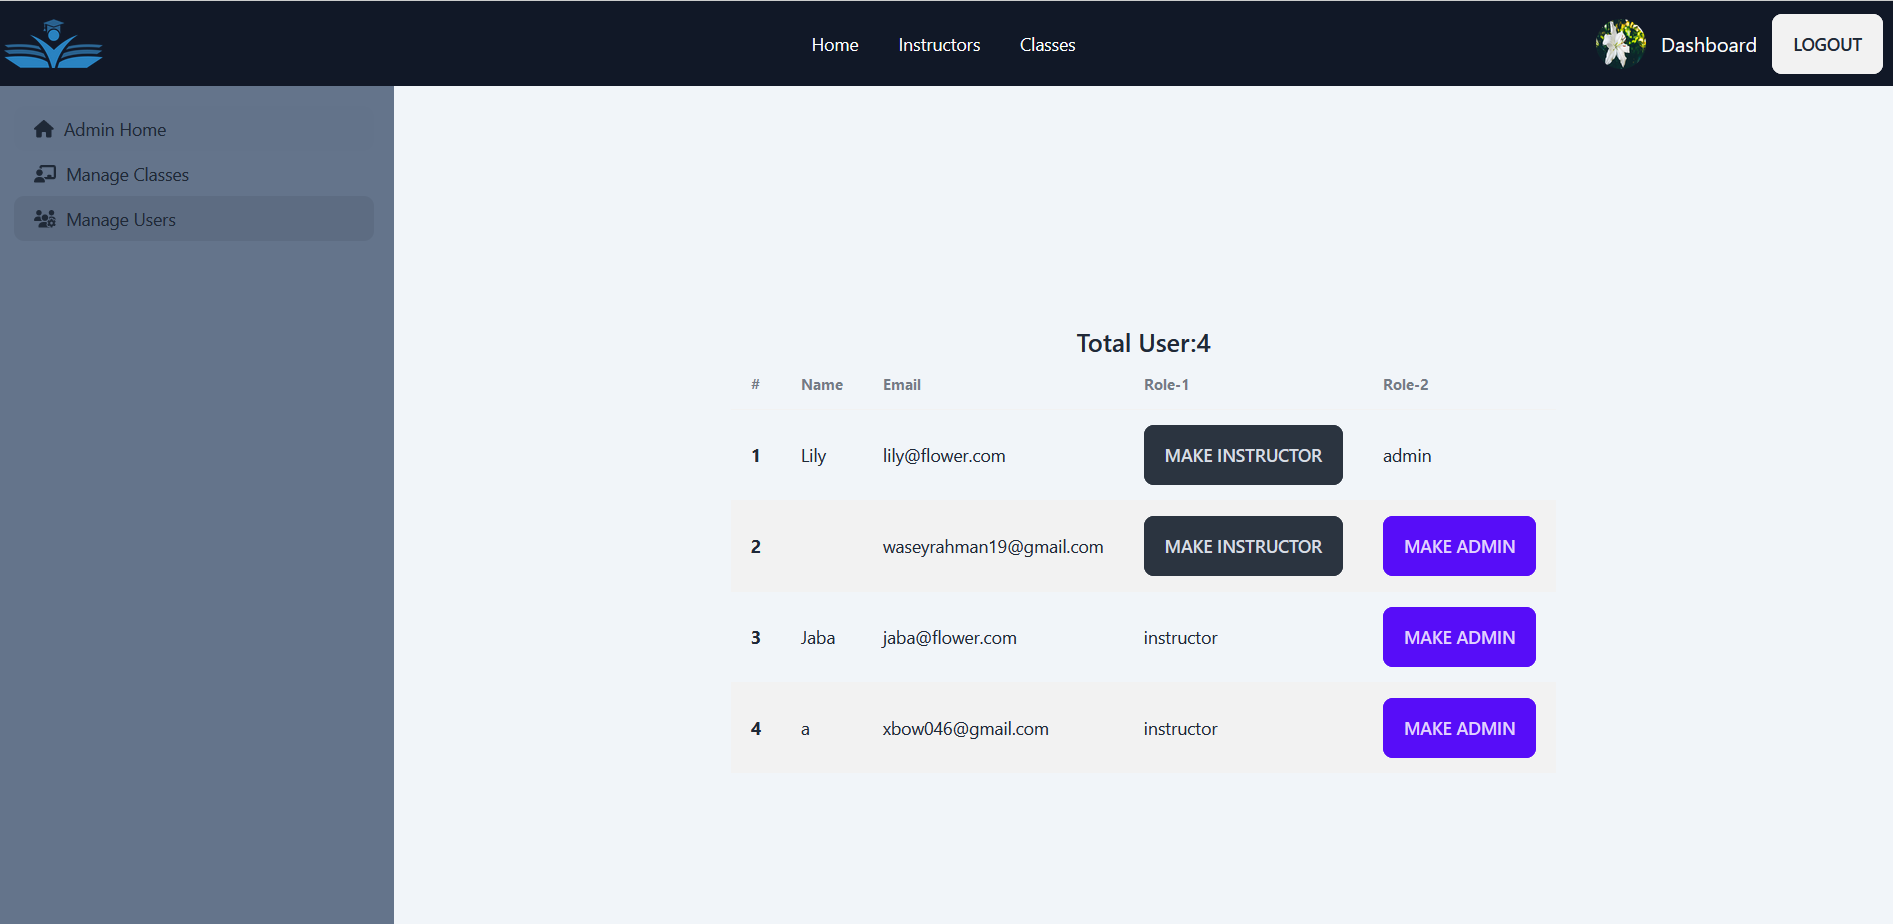 Home Instructors Classes Dashboard LOGOUT
Admin Home
Manage Classes
Manage Users
Total User:4
# Name Email Role-1 Role-2
1 Lily lily@flower.com MAKE INSTRUCTOR admin
2 waseyrahman19@gmail.com MAKE INSTRUCTOR MAKE ADMIN
3 Jaba jaba@flower.com instructor MAKE ADMIN
4 a xbow046@gmail.com instructor MAKE ADMIN